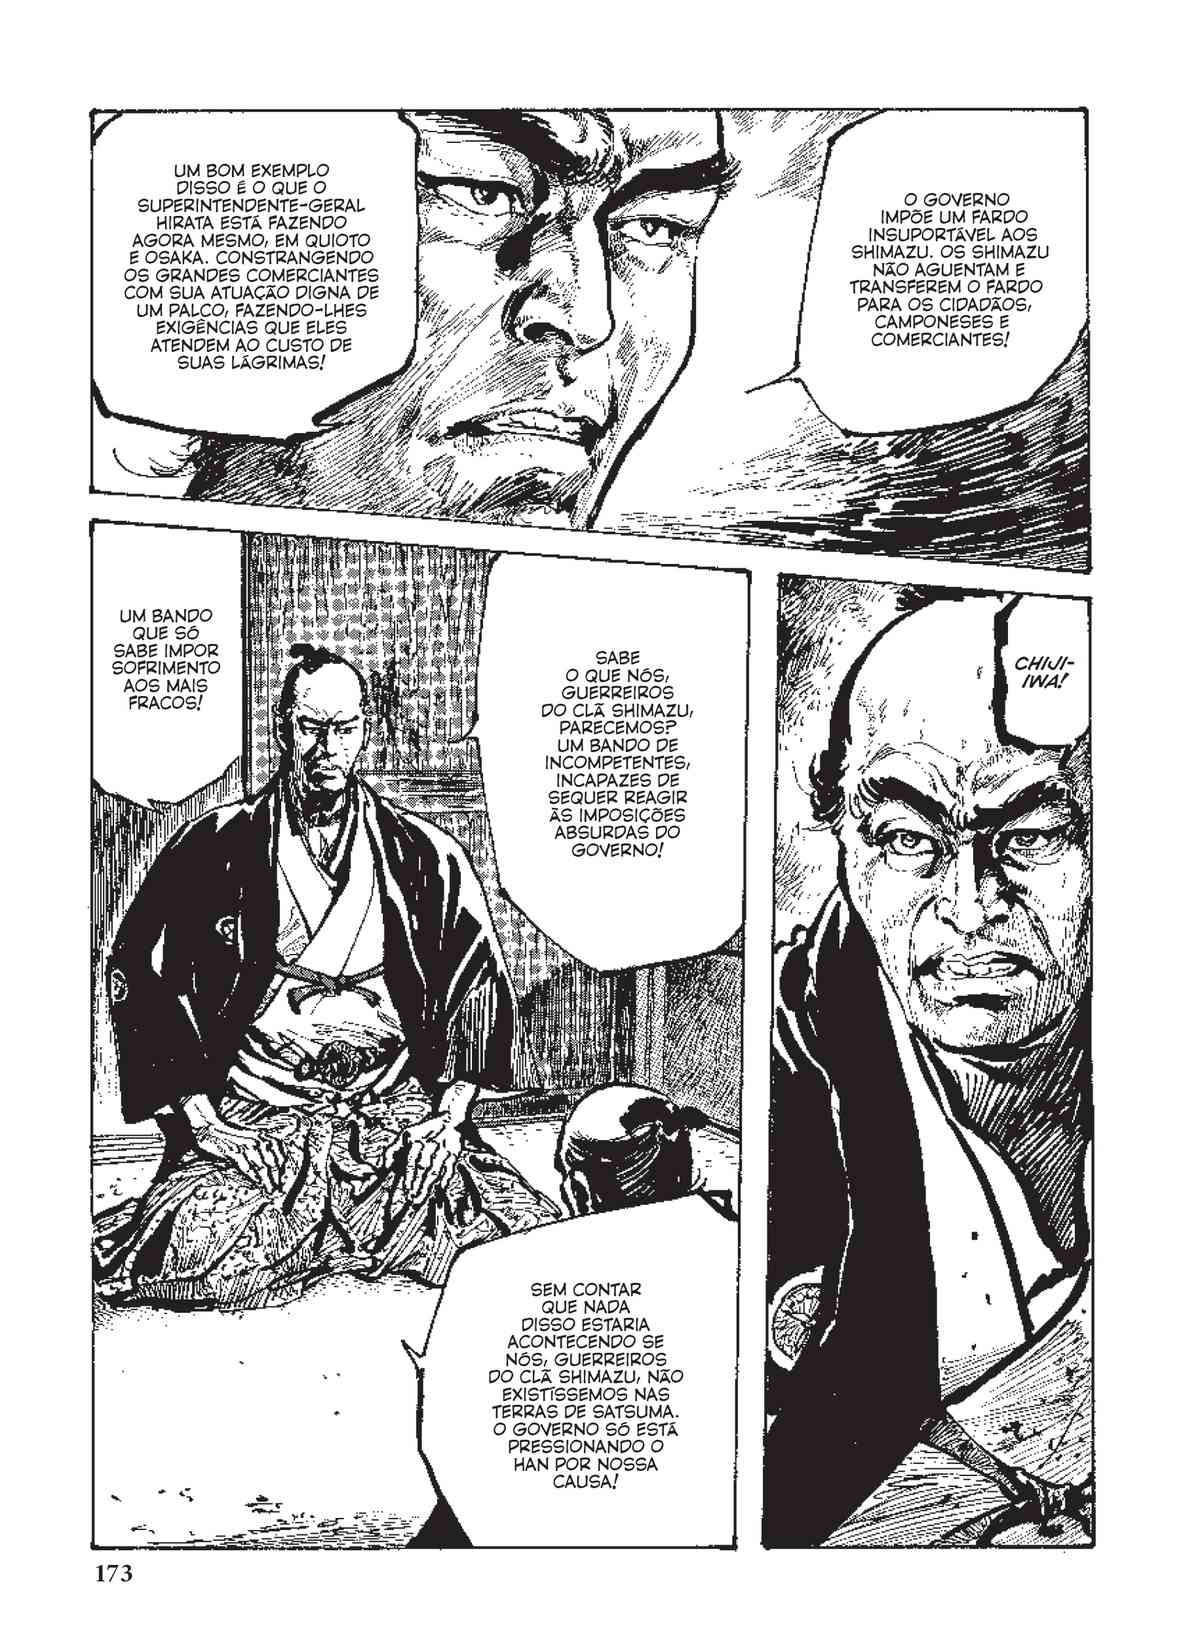 O GOVERNO
IMPÕE UM FARDO
INSUPORTÁVEL AOS
SHIMAZU. OS SHIMAZU
NÃO AGUENTAM E
TRANSFEREM O FARDO
PARA OS CIDADÃOS,
CAMPONESES E
COMERCIANTES!
UM BOM EXEMPLO
DISSO É O QUE O
SUPERINTENDENTE-GERAL
HIRATA ESTÁ FAZENDO
AGORA MESMO, EM QUIOTO
E OSAKA. CONSTRANGENDO
OS GRANDES COMERCIANTES
COM SUA ATUAÇÃO DIGNA DE
UM PALCO, FAZENDO-LHES
EXIGÊNCIAS QUE ELES
ATENDEM AO CUSTO DE
SUAS LÁGRIMAS!
CHIJI-
IWA!
SABE
O QUE NÓS,
GUERREIROS
DO CLÃ SHIMAZU,
PARECEMOS?
UM BANDO DE
INCOMPETENTES,
INCAPAZES DE
SEQUER REAGIR
ÀS IMPOSIÇÕES
ABSURDAS DO
GOVERNO!
UM BANDO
QUE SÓ
SABE IMPOR
SOFRIMENTO
AOS MAIS
FRACOS!
SEM CONTAR
QUE NADA
DISSO ESTARIA
ACONTECENDO SE
NÓS, GUERREIROS
DO CLÃ SHIMAZU, NÃO
EXISTÍSSEMOS NAS
TERRAS DE SATSUMA.
O GOVERNO SÓ ESTÁ
PRESSIONANDO O
HAN POR NOSSA
CAUSA!
173